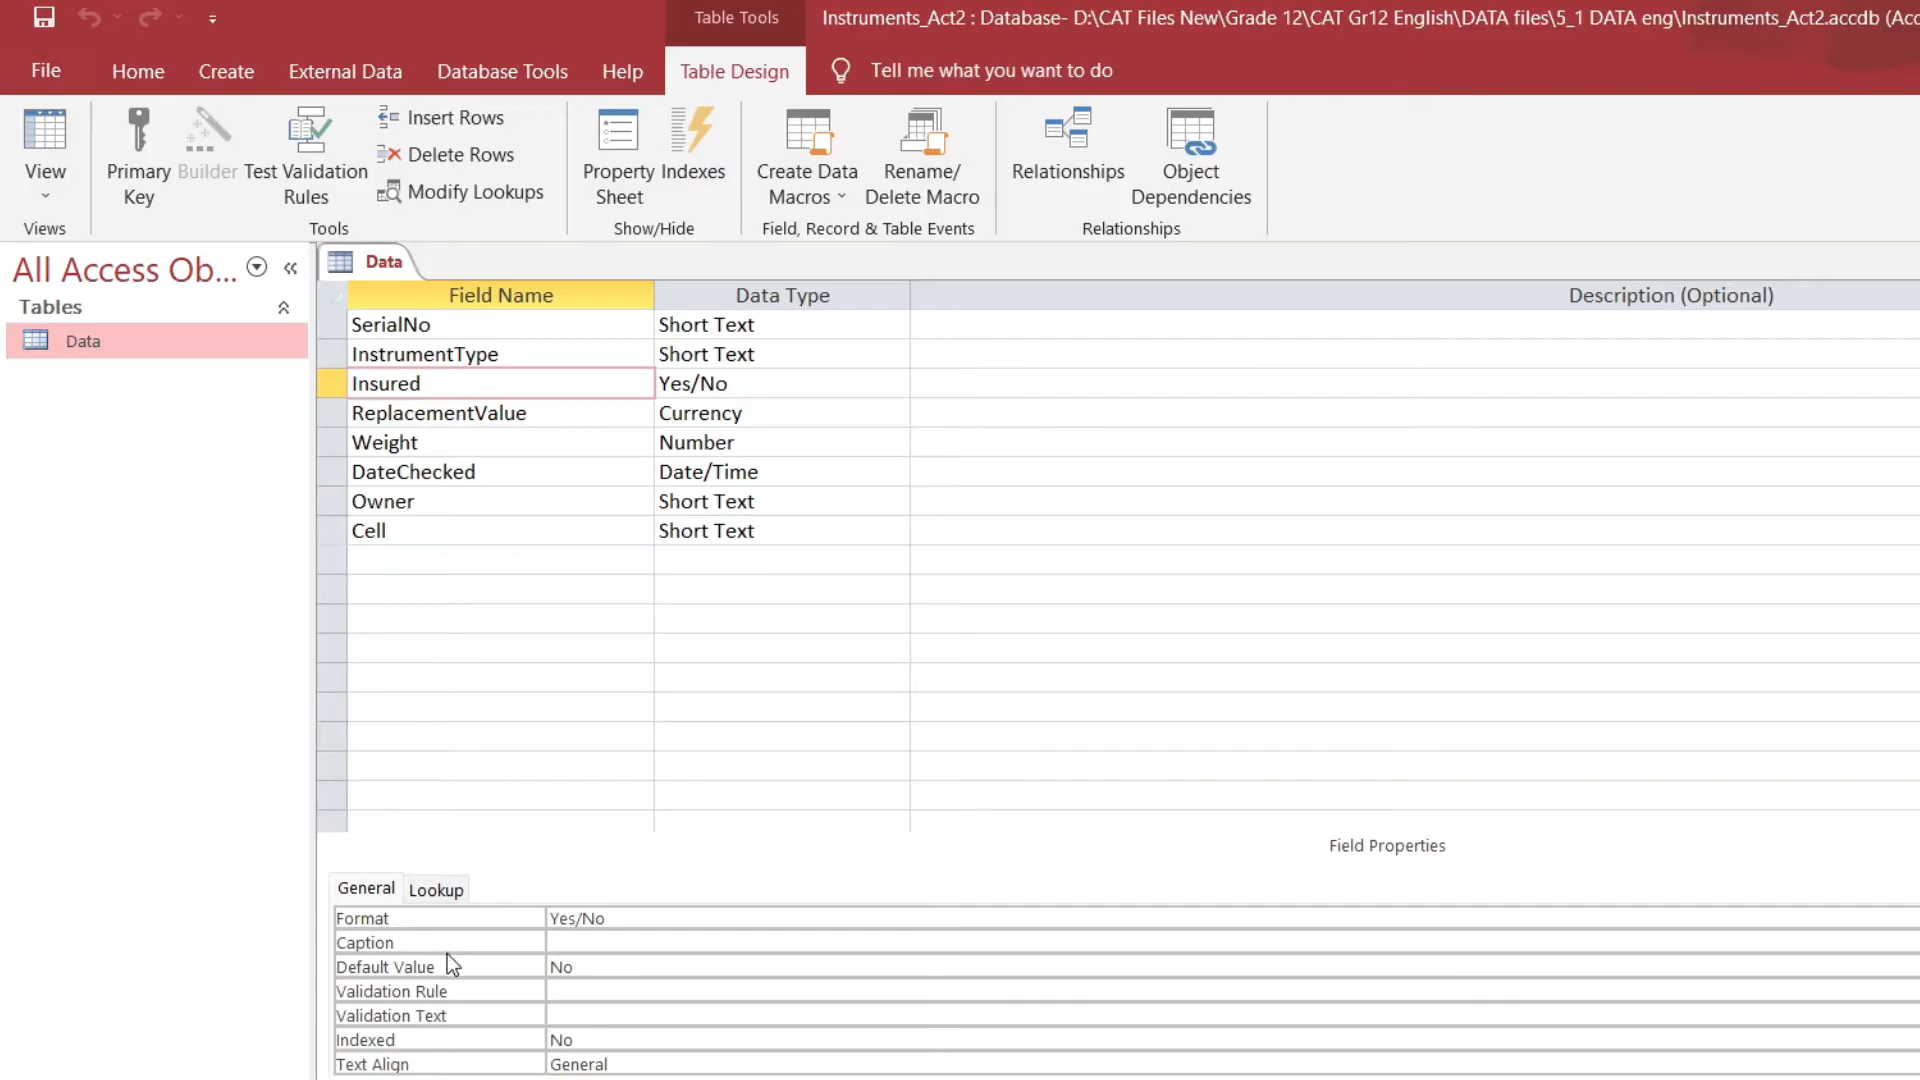 Table Tools
Instruments_Act2 : Database- D:\CAT Files New\Grade 12\CAT Gr12 English\DATA files\5_1 DATA eng\Instruments_Act2.accdb (Acc
File Home Create External Data Database Tools Help Table Design Tell me what you want to do
View
Primary Key
Builder
Test Validation Rules
Insert Rows
Delete Rows
Modify Lookups
Property Sheet
Indexes
Create Data Macros
Rename/ Delete Macro
Relationships
Object Dependencies
Views
Tools
Show/Hide
Field, Record & Table Events
Relationships
All Access Ob...
Tables
Data
Data
Field Name Data Type Description (Optional)
SerialNo Short Text
InstrumentType Short Text
Insured Yes/No
ReplacementValue Currency
Weight Number
DateChecked Date/Time
Owner Short Text
Cell Short Text
Field Properties
General Lookup
Format Yes/No
Caption
Default Value No
Validation Rule
Validation Text
Indexed No
Text Align General